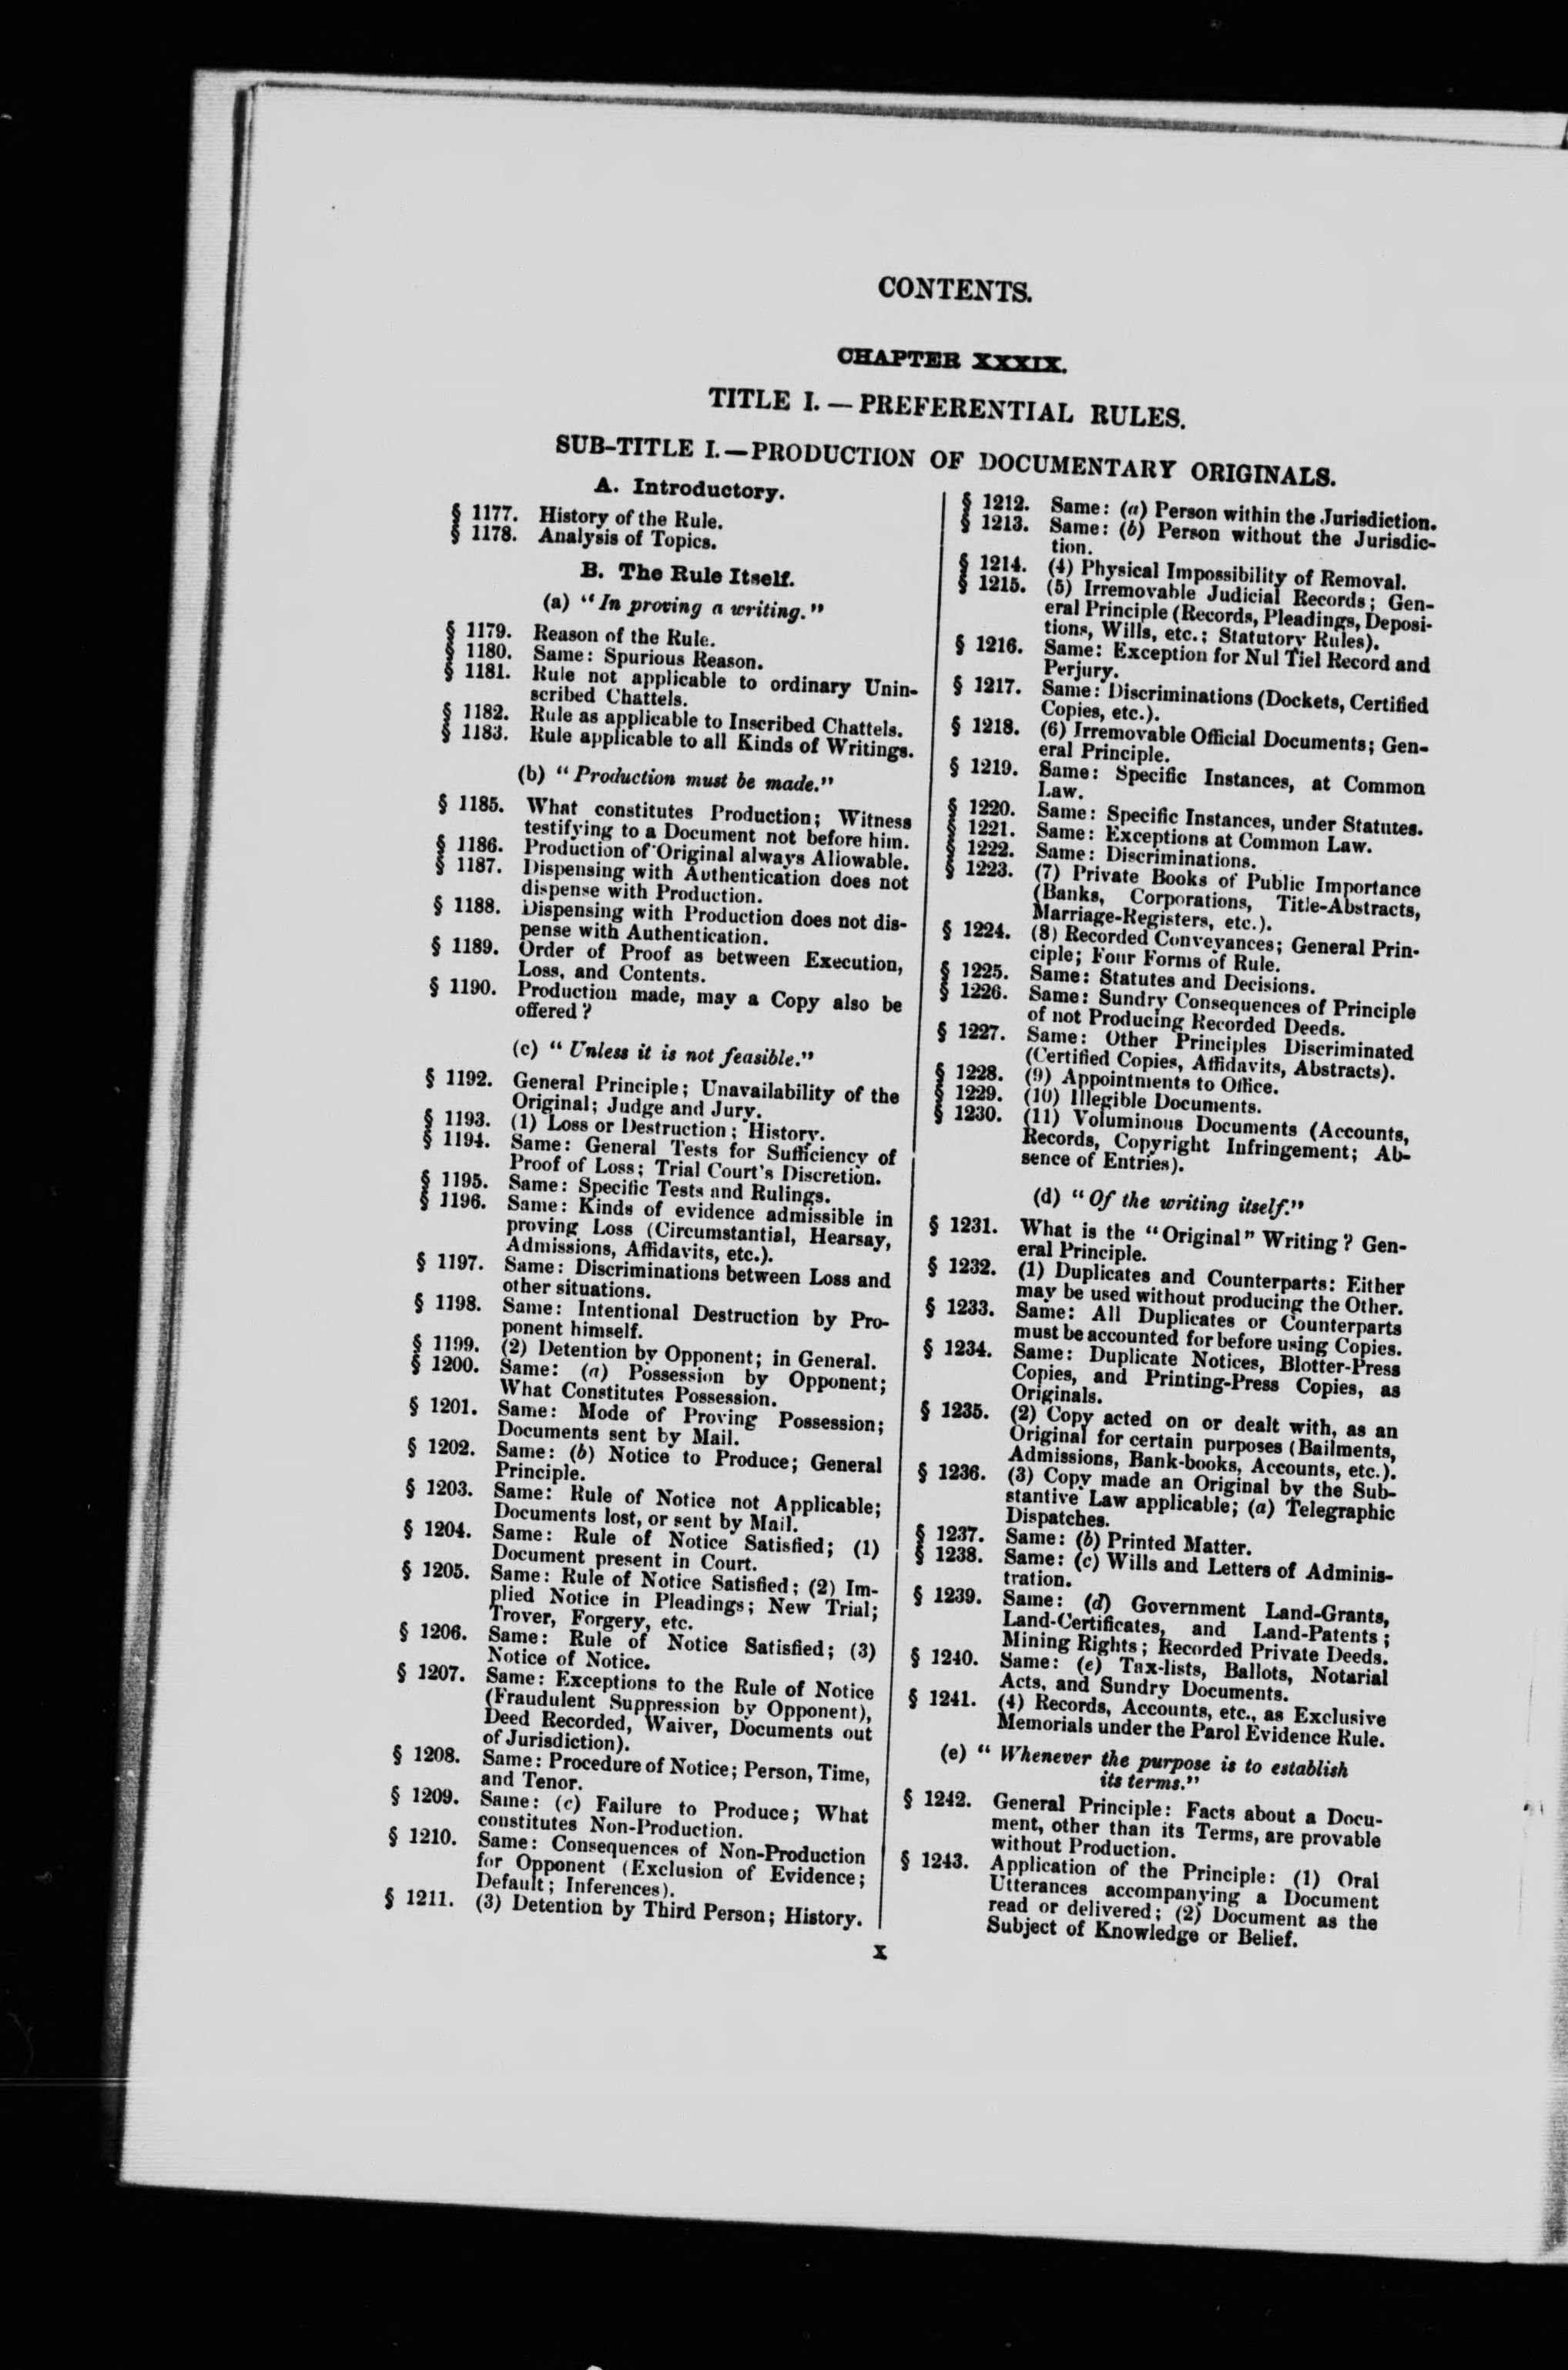 CONTENTS.
CHAPTER XXXIX.
TITLE I. — PREFERENTIAL RULES.
SUB-TITLE I. — PRODUCTION OF DOCUMENTARY ORIGINALS.
A. Introductory.
§ 1177. History of the Rule.
§ 1178. Analysis of Topics.
B. The Rule Itself.
(a) "In proving a writing."
§ 1179. Reason of the Rule.
§ 1180. Same: Spurious Reason.
§ 1181. Rule not applicable to ordinary Unin-
scribed Chattels.
§ 1182. Rule as applicable to Inscribed Chattels.
§ 1183. Rule applicable to all Kinds of Writings.
(b) "Production must be made."
§ 1185. What constitutes Production; Witness
testifying to a Document not before him.
§ 1186. Production of Original always Allowable.
§ 1187. Dispensing with Authentication does not
dispense with Production.
§ 1188. Dispensing with Production does not dis-
pense with Authentication.
§ 1189. Order of Proof as between Execution,
Loss, and Contents.
§ 1190. Production made, may a Copy also be
offered?
(c) "Unless it is not feasible."
§ 1192. General Principle; Unavailability of the
Original; Judge and Jury.
§ 1193. (1) Loss or Destruction; History.
§ 1194. Same: General Tests for Sufficiency of
Proof of Loss; Trial Court's Discretion.
§ 1195. Same: Specific Tests and Rulings.
§ 1196. Same: Kinds of evidence admissible in
proving Loss (Circumstantial, Hearsay,
Admissions, Affidavits, etc.).
§ 1197. Same: Discriminations between Loss and
other situations.
§ 1198. Same: Intentional Destruction by Pro-
ponent himself.
§ 1199. (2) Detention by Opponent; in General.
§ 1200. Same: (a) Possession by Opponent;
What Constitutes Possession.
§ 1201. Same: Mode of Proving Possession;
Documents sent by Mail.
§ 1202. Same: (b) Notice to Produce; General
Principle.
§ 1203. Same: Rule of Notice not Applicable;
Documents lost, or sent by Mail.
§ 1204. Same: Rule of Notice Satisfied; (1)
Document present in Court.
§ 1205. Same: Rule of Notice Satisfied; (2) Im-
plied Notice in Pleadings; New Trial;
Trover, Forgery, etc.
§ 1206. Same: Rule of Notice Satisfied; (3)
Notice of Notice.
§ 1207. Same: Exceptions to the Rule of Notice
(Fraudulent Suppression by Opponent),
Deed Recorded, Waiver, Documents out
of Jurisdiction).
§ 1208. Same: Procedure of Notice; Person, Time,
and Tenor.
§ 1209. Same: (c) Failure to Produce; What
constitutes Non-Production.
§ 1210. Same: Consequences of Non-Production
for Opponent (Exclusion of Evidence;
Default; Inferences).
§ 1211. (3) Detention by Third Person; History.
§ 1212. Same: (a) Person within the Jurisdiction.
§ 1213. Same: (b) Person without the Jurisdic-
tion.
§ 1214. (4) Physical Impossibility of Removal.
§ 1215. (5) Irremovable Judicial Records; Gen-
eral Principle (Records, Pleadings, Deposi-
tions, Wills, etc.; Statutory Rules).
§ 1216. Same: Exception for Nul Tiel Record and
Perjury.
§ 1217. Same: Discriminations (Dockets, Certified
Copies, etc.).
§ 1218. (6) Irremovable Official Documents; Gen-
eral Principle.
§ 1219. Same: Specific Instances, at Common
Law.
§ 1220. Same: Specific Instances, under Statutes.
§ 1221. Same: Exceptions at Common Law.
§ 1222. Same: Discriminations.
§ 1223. (7) Private Books of Public Importance
(Banks, Corporations, Title-Abstracts,
Marriage-Registers, etc.).
§ 1224. (8) Recorded Conveyances; General Prin-
ciple; Four Forms of Rule.
§ 1225. Same: Statutes and Decisions.
§ 1226. Same: Sundry Consequences of Principle
of not Producing Recorded Deeds.
§ 1227. Same: Other Principles Discriminated
(Certified Copies, Affidavits, Abstracts).
§ 1228. (9) Appointments to Office.
§ 1229. (10) Illegible Documents.
§ 1230. (11) Voluminous Documents (Accounts,
Records, Copyright Infringement; Ab-
sence of Entries).
(d) "Of the writing itself."
§ 1231. What is the "Original" Writing? Gen-
eral Principle.
§ 1232. (1) Duplicates and Counterparts: Either
may be used without producing the Other.
§ 1233. Same: All Duplicates or Counterparts
must be accounted for before using Copies.
§ 1234. Same: Duplicate Notices, Blotter-Press
Copies, and Printing-Press Copies, as
Originals.
§ 1235. (2) Copy acted on or dealt with, as an
Original for certain purposes (Bailments,
Admissions, Bank-books, Accounts, etc.).
§ 1236. (3) Copy made an Original by the Sub-
stantive Law applicable; (a) Telegraphic
Dispatches.
§ 1237. Same: (b) Printed Matter.
§ 1238. Same: (c) Wills and Letters of Adminis-
tration.
§ 1239. Same: (d) Government Land-Grants,
Land-Certificates, and Land-Patents;
Mining Rights; Recorded Private Deeds.
§ 1240. Same: (e) Tax-lists, Ballots, Notarial
Acts, and Sundry Documents.
§ 1241. (4) Records, Accounts, etc., as Exclusive
Memorials under the Parol Evidence Rule.
(e) "Whenever the purpose is to establish
its terms."
§ 1242. General Principle: Facts about a Docu-
ment, other than its Terms, are provable
without Production.
§ 1243. Application of the Principle: (1) Oral
Utterances accompanying a Document
read or delivered; (2) Document as the
Subject of Knowledge or Belief.
x